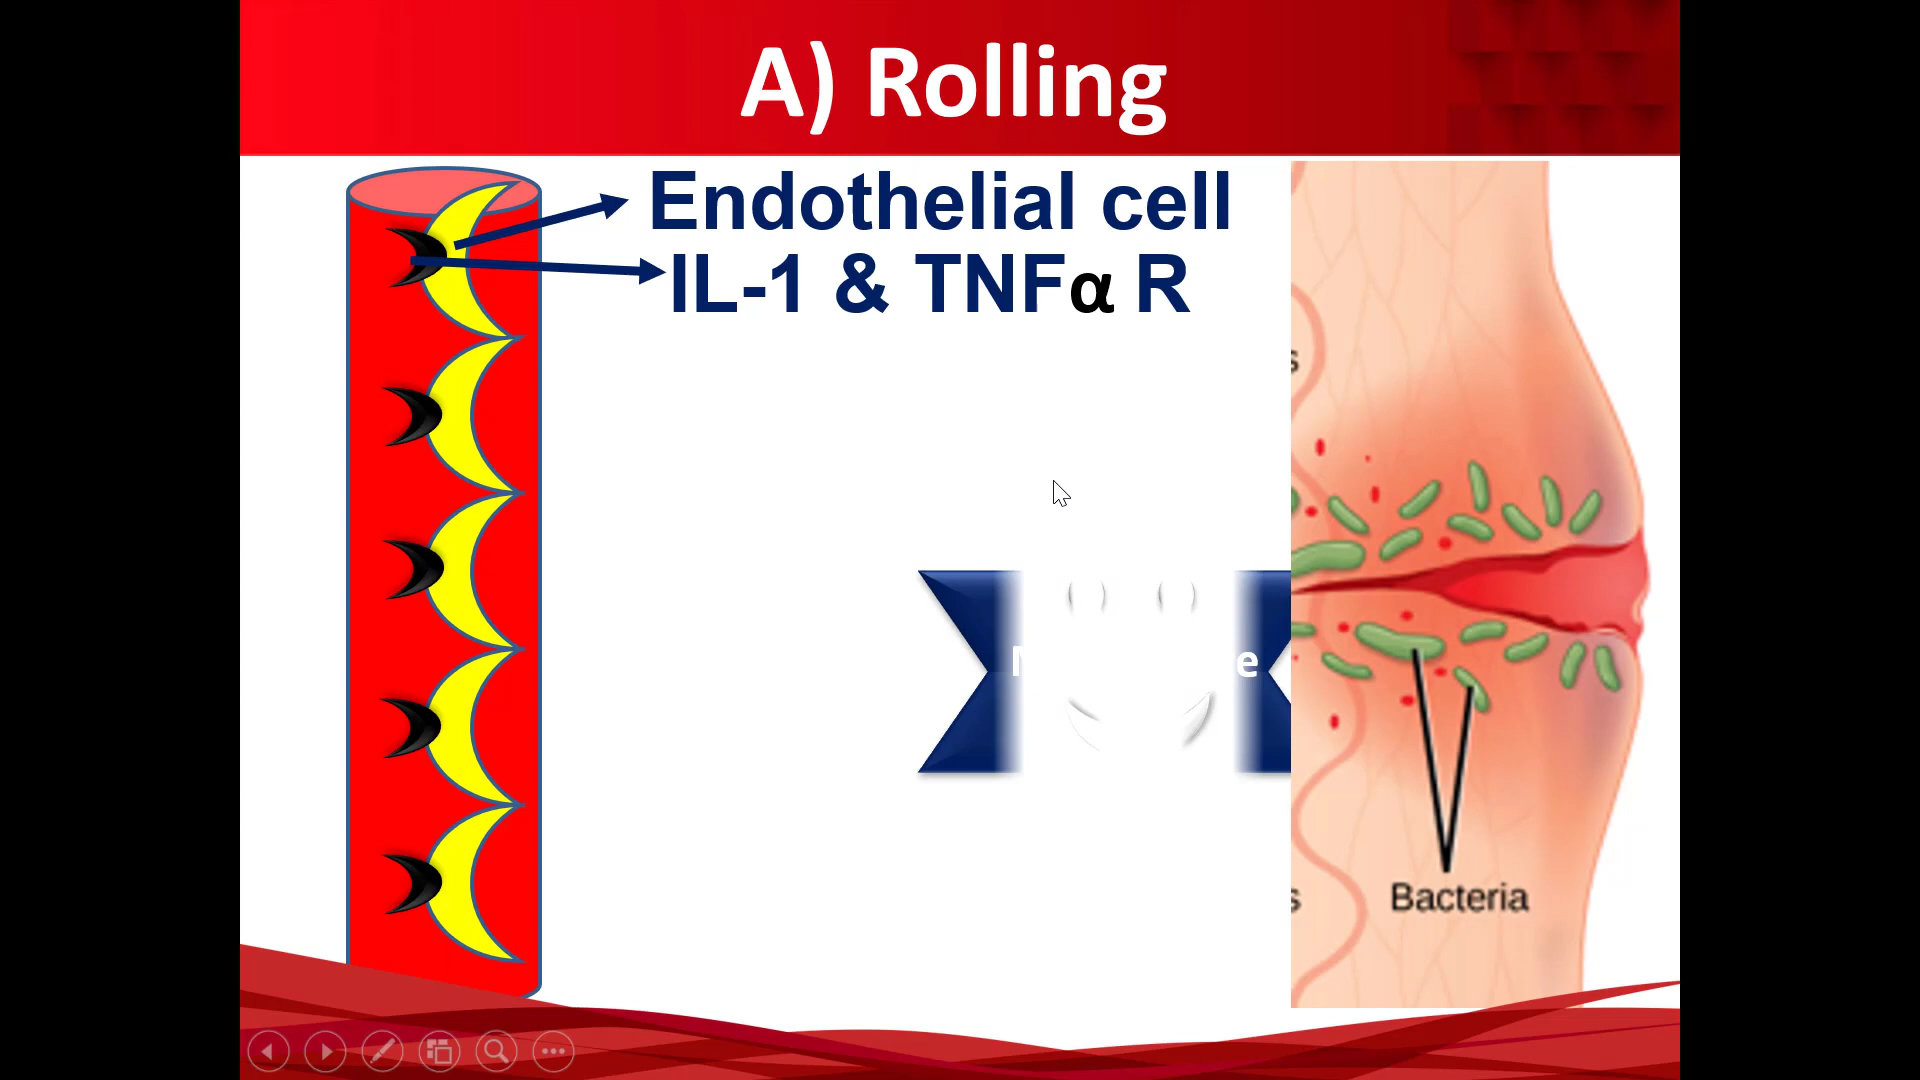 A) Rolling
Endothelial cell
IL-1 & TNFα R
Bacteria